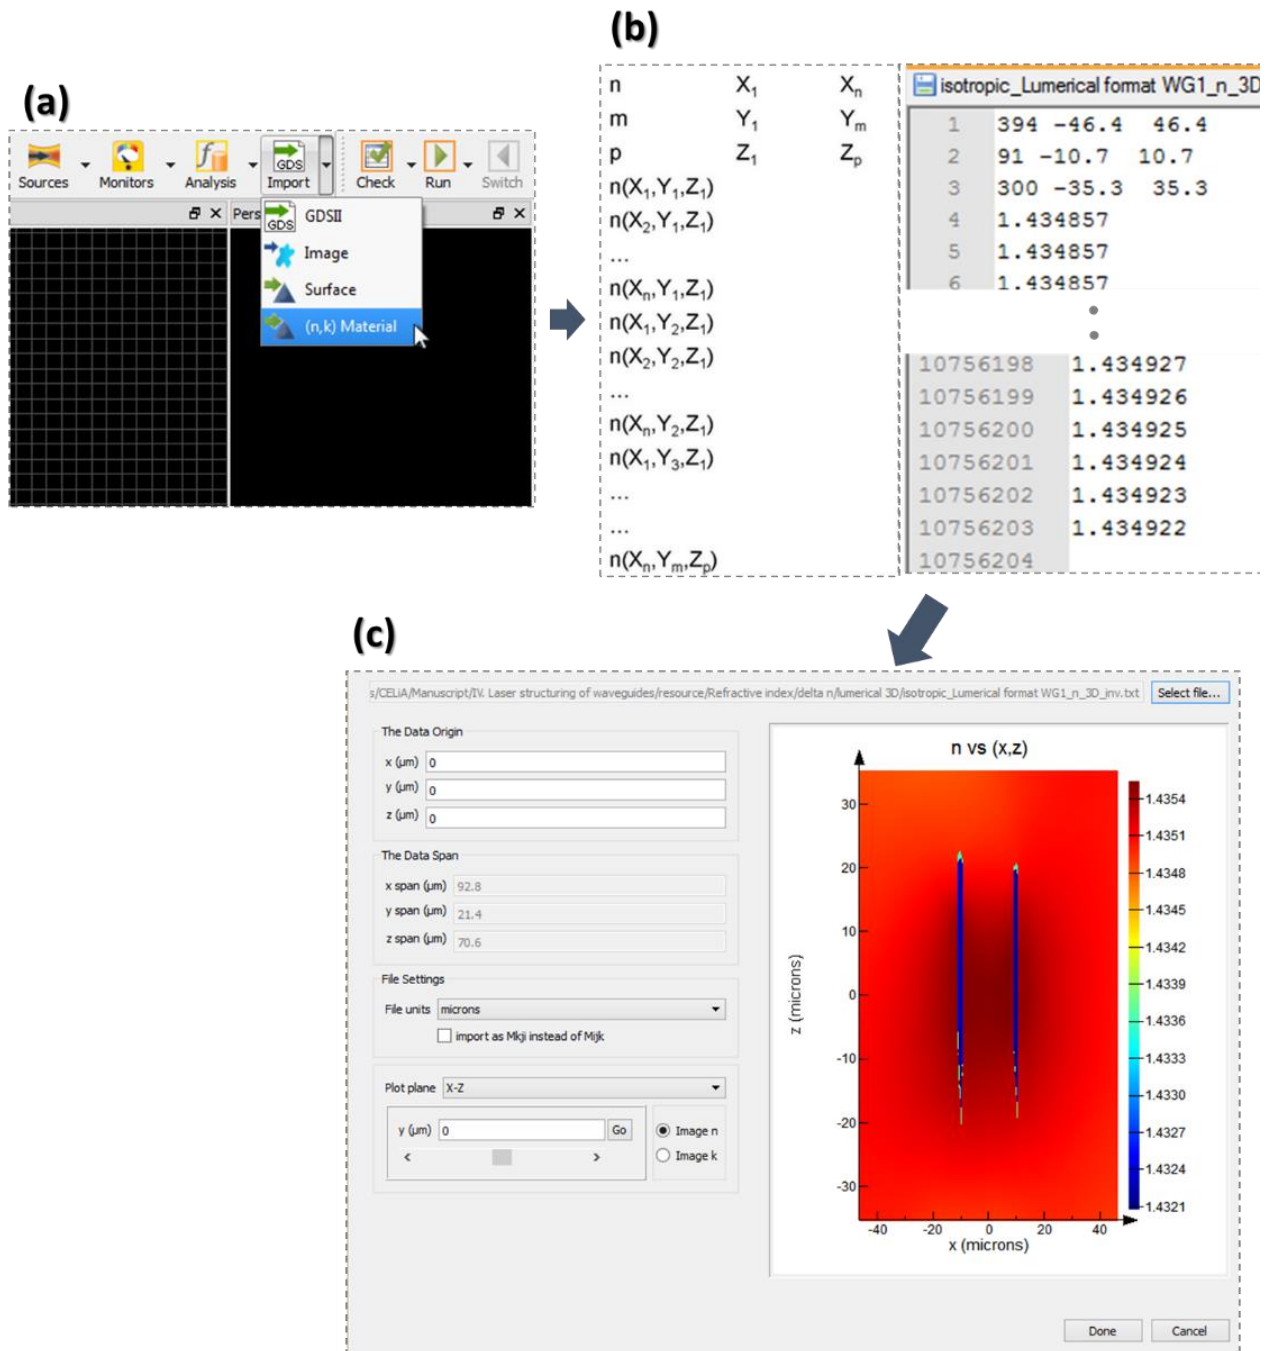 (a)
Sources
Monitors
Analysis
GDS
Import
Check
Run
Switch
Pers
GDS
GDSII
Image
Surface
(n,k) Material
(b)
n X₁ Xₙ
m Y₁ Yₘ
p Z₁ Zₚ
n(X₁,Y₁,Z₁)
n(X₂,Y₁,Z₁)
...
n(Xₙ,Y₁,Z₁)
n(X₁,Y₂,Z₁)
n(X₂,Y₂,Z₁)
...
n(Xₙ,Y₂,Z₁)
n(X₁,Y₃,Z₁)
...
...
n(Xₙ,Yₘ,Zₚ)
isotropic_Lumerical format WG1_n_3D
1 394 -46.4 46.4
2 91 -10.7 10.7
3 300 -35.3 35.3
4 1.434857
5 1.434857
6 1.434857
10756198 1.434927
10756199 1.434926
10756200 1.434925
10756201 1.434924
10756202 1.434923
10756203 1.434922
10756204
(c)
s/CELiA/Manuscript/IV. Laser structuring of waveguides/resource/Refractive index/delta n/lumerical 3D/isotropic_Lumerical format WG1_n_3D_inv.txt
Select file...
The Data Origin
x (µm) 0
y (µm) 0
z (µm) 0
The Data Span
x span (µm) 92.8
y span (µm) 21.4
z span (µm) 70.6
File Settings
File units microns
import as Mkji instead of Mijk
Plot plane X-Z
y (µm) 0 Go
< >
Image n
Image k
n vs (x,z)
30
20
10
0
-10
-20
-30
z (microns)
-40 -20 0 20 40
x (microns)
1.4354
1.4351
1.4348
1.4345
1.4342
1.4339
1.4336
1.4333
1.4330
1.4327
1.4324
1.4321
Done
Cancel